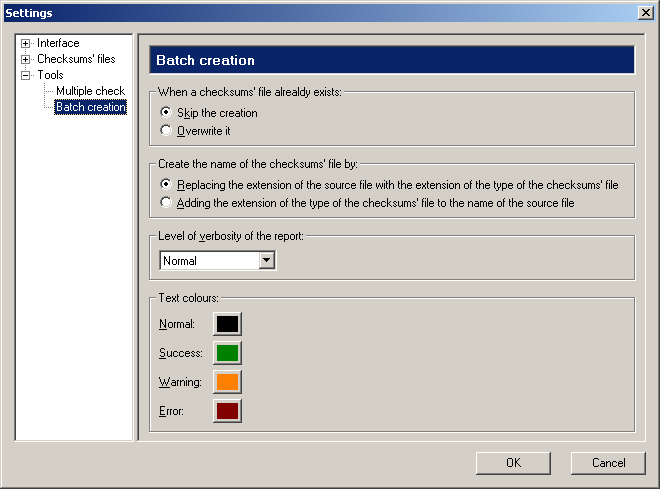 Settings
Interface
Checksums' files
Tools
Multiple check
Batch creation
Batch creation
When a checksums' file alrealdy exists:
Skip the creation
Overwrite it
Create the name of the checksums' file by:
Replacing the extension of the source file with the extension of the type of the checksums' file
Adding the extension of the type of the checksums' file to the name of the source file
Level of verbosity of the report:
Normal
Text colours:
Normal:
Success:
Warning:
Error:
OK
Cancel